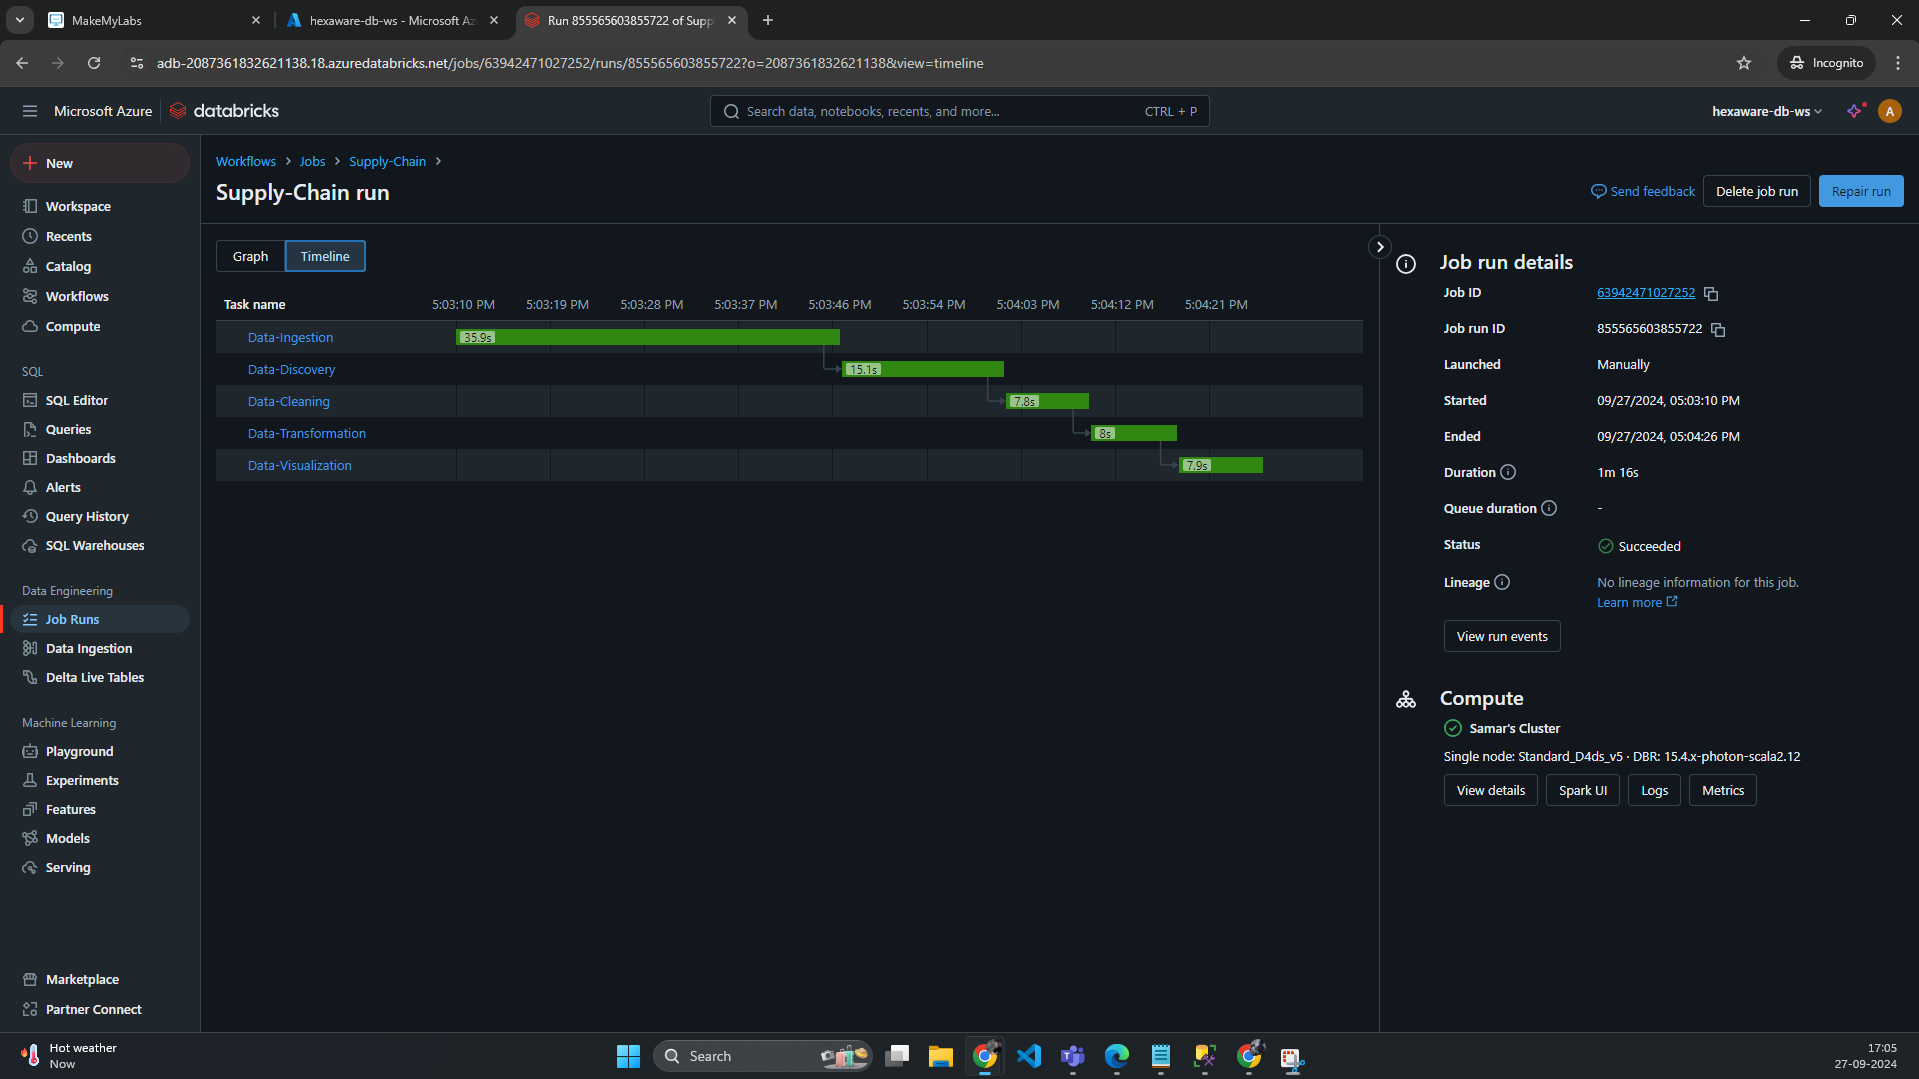 MakeMyLabs
hexaware-db-ws - Microsoft Az
Run 855565603855722 of Supp
adb-2087361832621138.18.azuredatabricks.net/jobs/63942471027252/runs/855565603855722?o=2087361832621138&view=timeline
Incognito
Microsoft Azure
databricks
Search data, notebooks, recents, and more...
CTRL + P
hexaware-db-ws
A
New
Workspace
Recents
Catalog
Workflows
Compute
SQL
SQL Editor
Queries
Dashboards
Alerts
Query History
SQL Warehouses
Data Engineering
Job Runs
Data Ingestion
Delta Live Tables
Machine Learning
Playground
Experiments
Features
Models
Serving
Marketplace
Partner Connect
Workflows > Jobs > Supply-Chain >
Supply-Chain run
Send feedback
Delete job run
Repair run
Graph
Timeline
Task name 5:03:10 PM 5:03:19 PM 5:03:28 PM 5:03:37 PM 5:03:46 PM 5:03:54 PM 5:04:03 PM 5:04:12 PM 5:04:21 PM
Data-Ingestion 35.9s
Data-Discovery 15.1s
Data-Cleaning 7.8s
Data-Transformation 8s
Data-Visualization 7.9s
Job run details
Job ID 63942471027252
Job run ID 855565603855722
Launched Manually
Started 09/27/2024, 05:03:10 PM
Ended 09/27/2024, 05:04:26 PM
Duration 1m 16s
Queue duration -
Status Succeeded
Lineage No lineage information for this job.
Learn more
View run events
Compute
Samar's Cluster
Single node: Standard_D4ds_v5 · DBR: 15.4.x-photon-scala2.12
View details
Spark UI
Logs
Metrics
Hot weather
Now
Search
17:05
27-09-2024